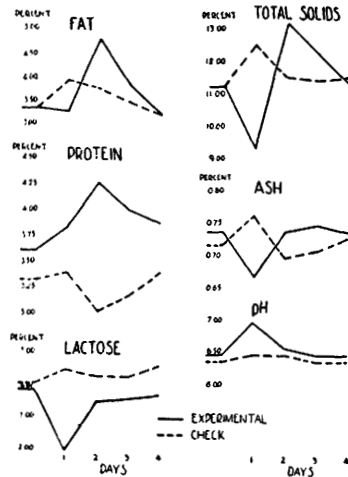 PERCENT
FAT
5.00
4.50
4.00
3.50
3.00
PERCENT
TOTAL SOLIDS
13.00
12.00
11.00
10.00
9.00
PERCENT
4.50
PROTEIN
4.25
4.00
3.75
3.50
3.25
3.00
PERCENT
0.80
ASH
0.75
0.70
0.65
PERCENT
LACTOSE
2.00
pH
7.00
6.50
6.00
EXPERIMENTAL
CHECK
1 2 3 4
DAYS
1 2 3 4
DAYS